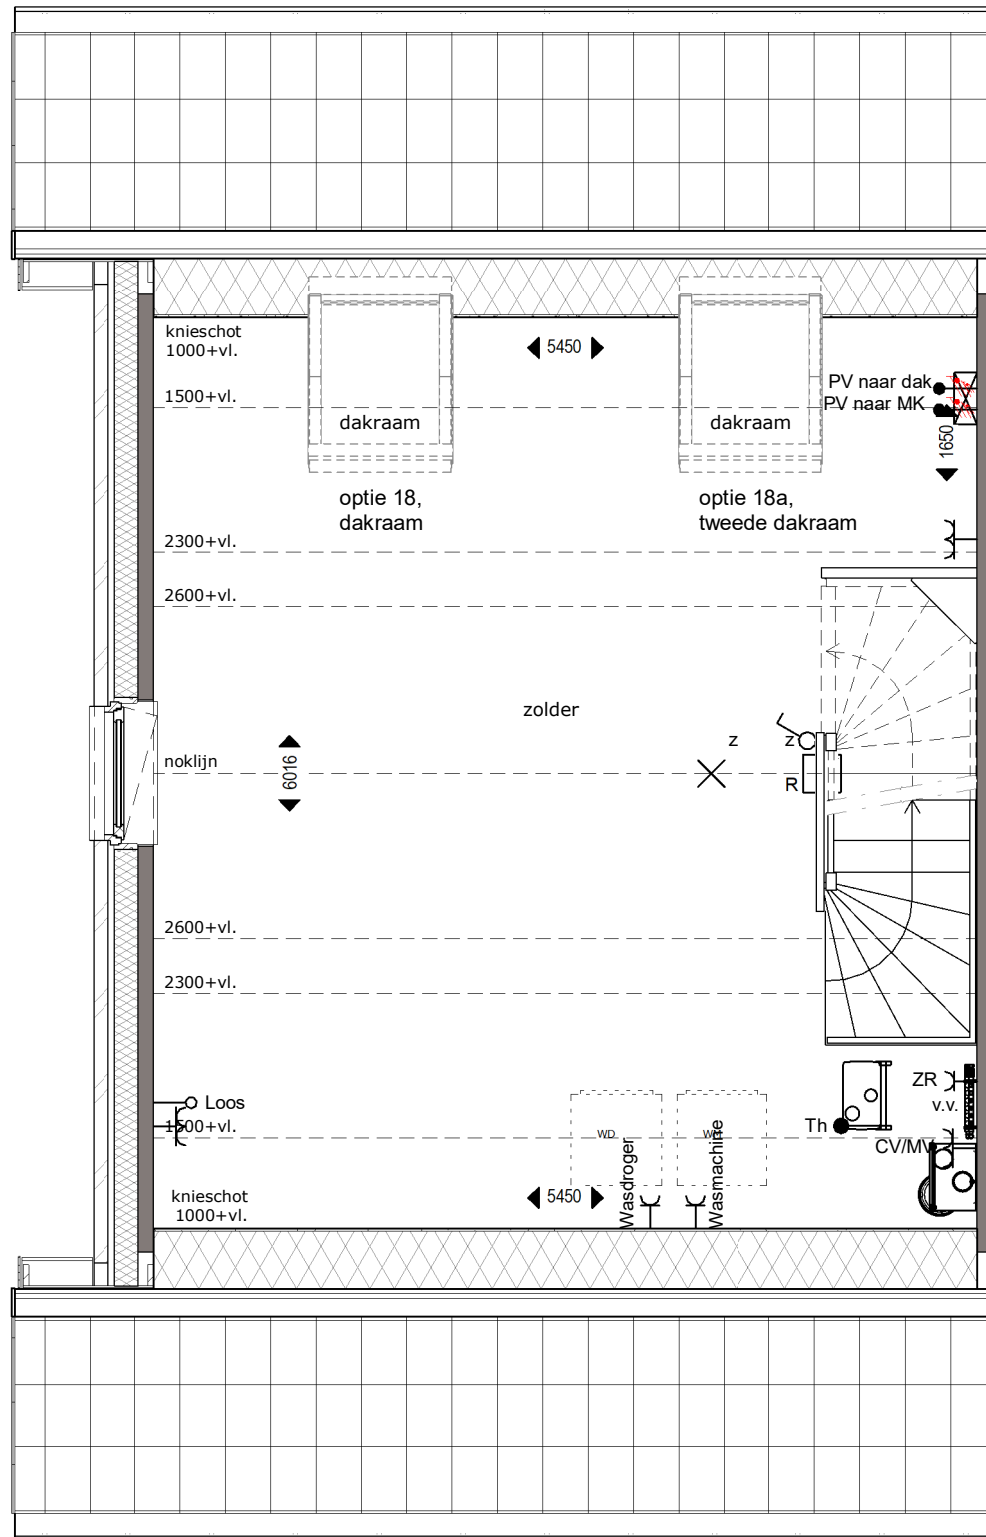 knieschot
1000+vl.
5450
PV naar dak
1500+vl.
PV naar MK
dakraam
dakraam
1650
optie 18,
dakraam
optie 18a,
tweede dakraam
2300+vl.
2600+vl.
zolder
z
z
noklijn
6016
R
2600+vl.
2300+vl.
ZR
Loos
v.v.
1500+vl.
Th
WD
CV/MV
Wasdroger
Wasmachine
knieschot
1000+vl.
5450